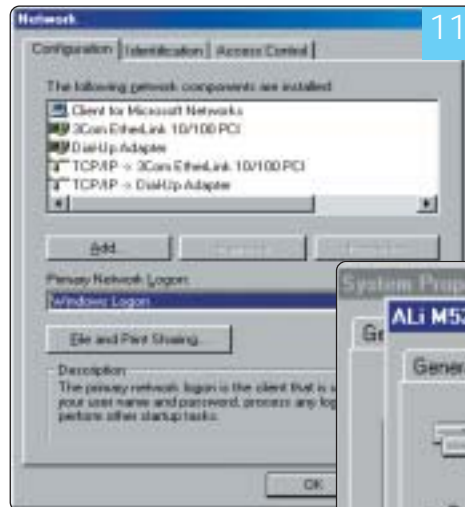 Network
11
Configuration Identification Access Control
The following network components are installed:
Client for Microsoft Networks
3Com EtherLink 10/100 PCI
Dial-Up Adapter
TCP/IP -> 3Com EtherLink 10/100 PCI
TCP/IP -> Dial-Up Adapter
Add...
Primary Network Logon:
Windows Logon
File and Print Sharing...
Description
The primary network logon is the client that is u
your user name and password, process any log
perform other startup tasks.
OK
System Prop
ALi M52
Ge
Gener